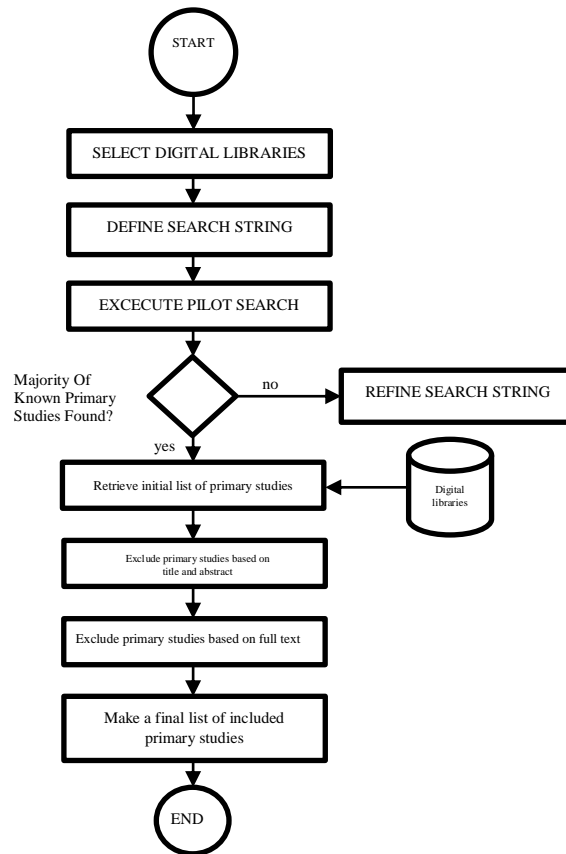 START
SELECT DIGITAL LIBRARIES
DEFINE SEARCH STRING
EXCECUTE PILOT SEARCH
Majority Of
Known Primary
Studies Found?
no
REFINE SEARCH STRING
yes
Retrieve initial list of primary studies
Digital
libraries
Exclude primary studies based on
title and abstract
Exclude primary studies based on full text
Make a final list of included
primary studies
END